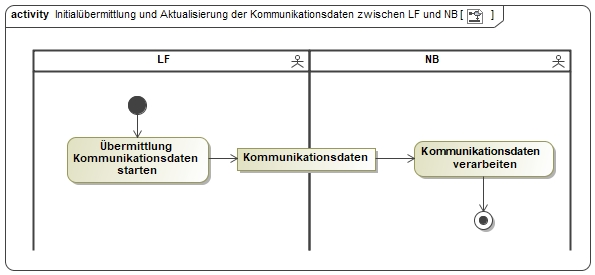 activity Initialübermittlung und Aktualisierung der Kommunikationsdaten zwischen LF und NB [ ]
LF
NB
Übermittlung
Kommunikationsdaten
starten
Kommunikationsdaten
Kommunikationsdaten
verarbeiten